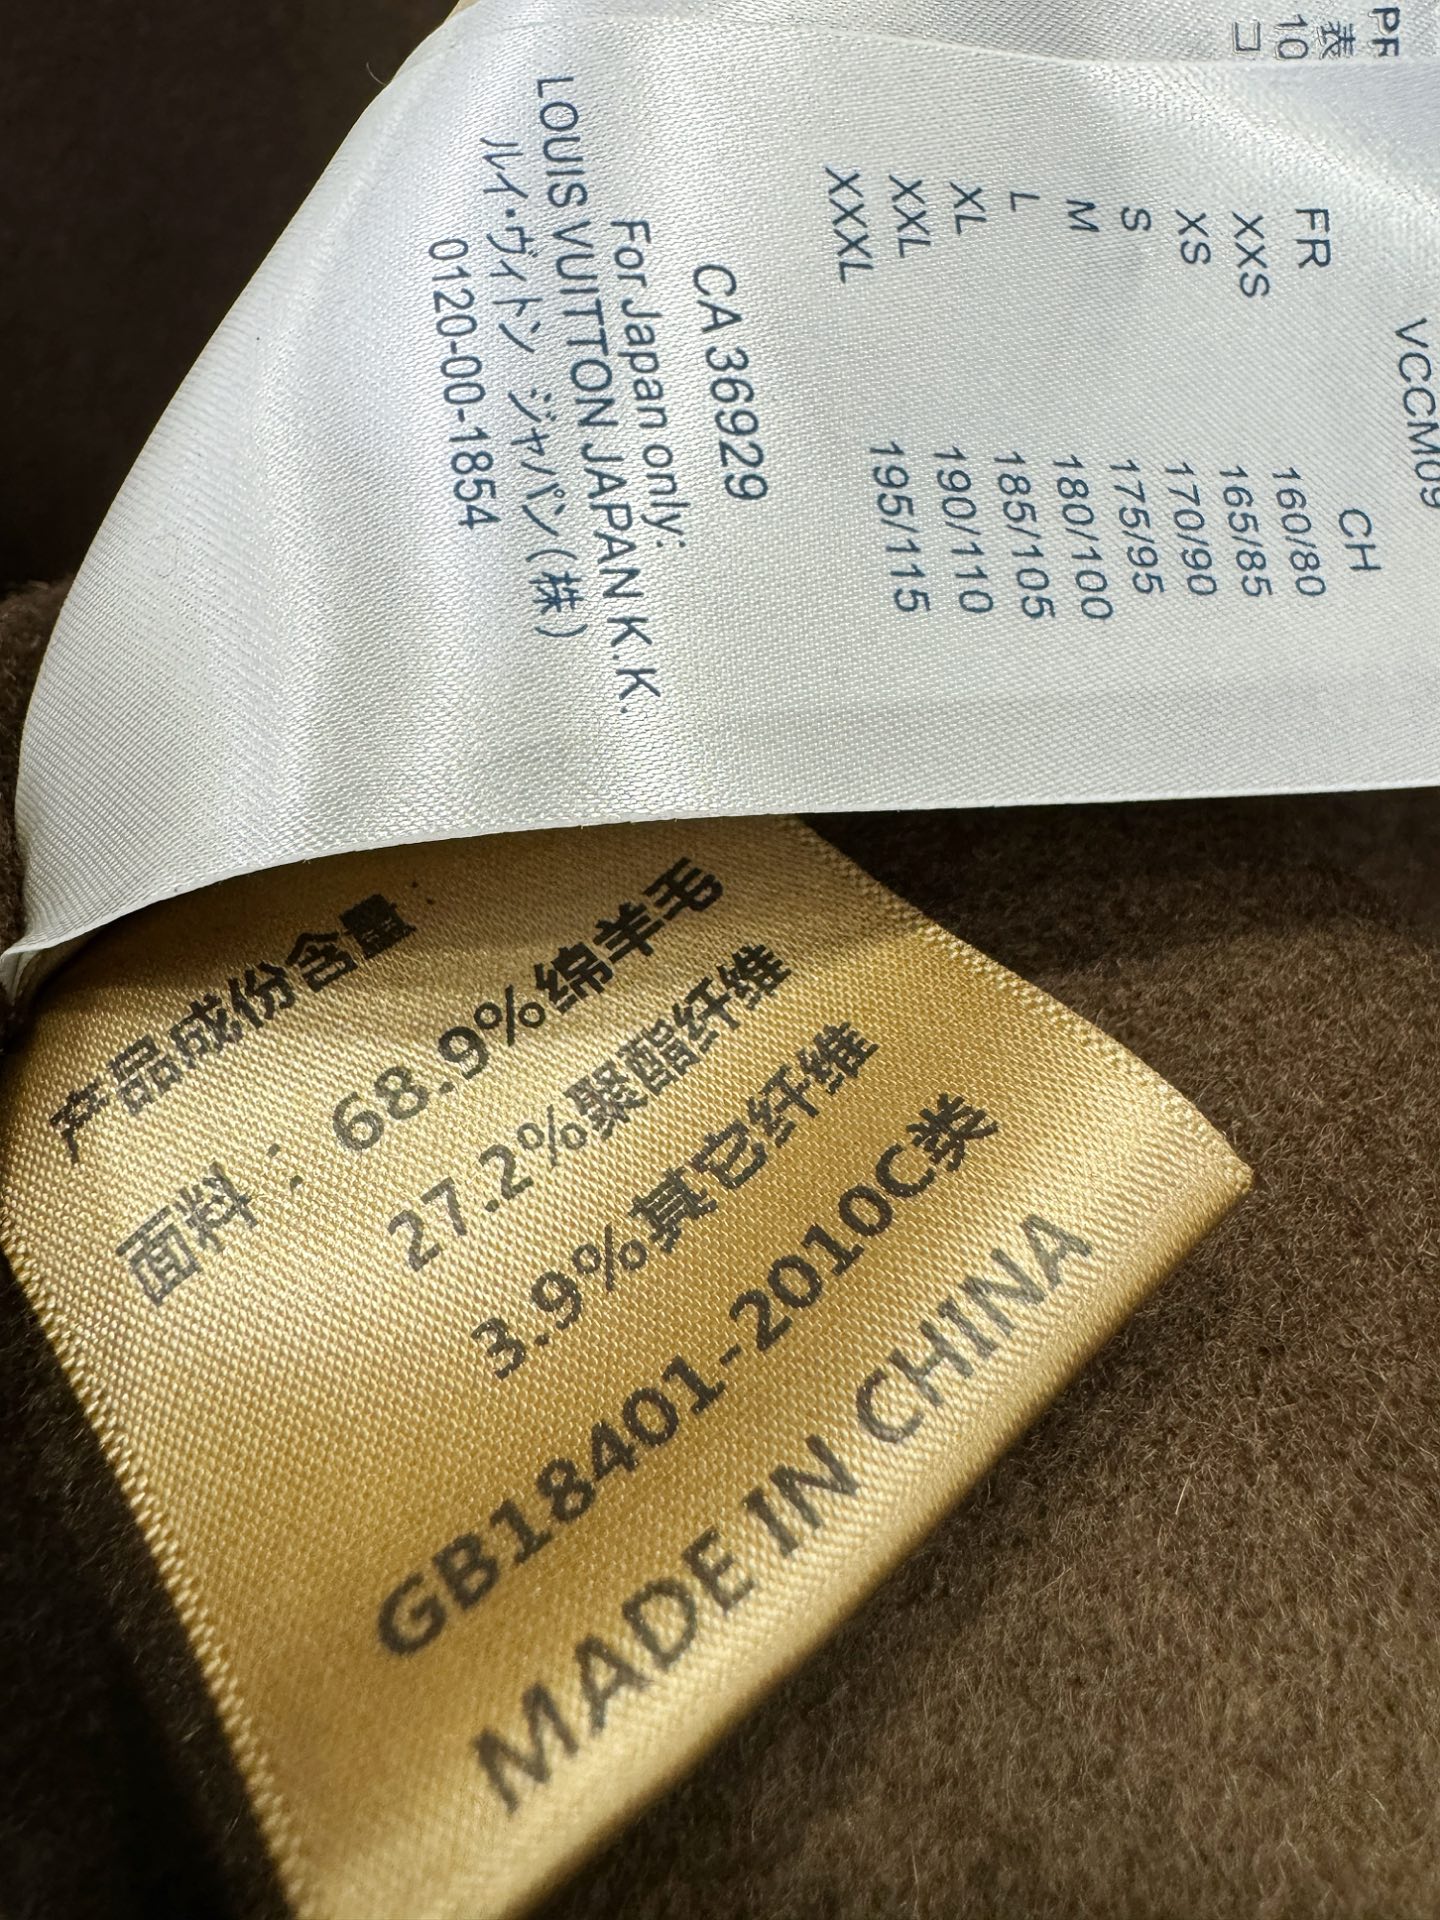 PF
表
10
コ
VCCM09
FR CH
XXS 160/80
XS 165/85
S 170/90
M 175/95
L 180/100
XL 185/105
XXL 190/110
XXXL 195/115
CA 36929
For Japan only:
LOUIS VUITTON JAPAN K.K.
ルイ・ヴィトン ジャパン(株)
0120-00-1854
产品成份含量:
面料: 68.9%绵羊毛
27.2%聚酯纤维
3.9%其它纤维
GB18401-2010C类
MADE IN CHINA